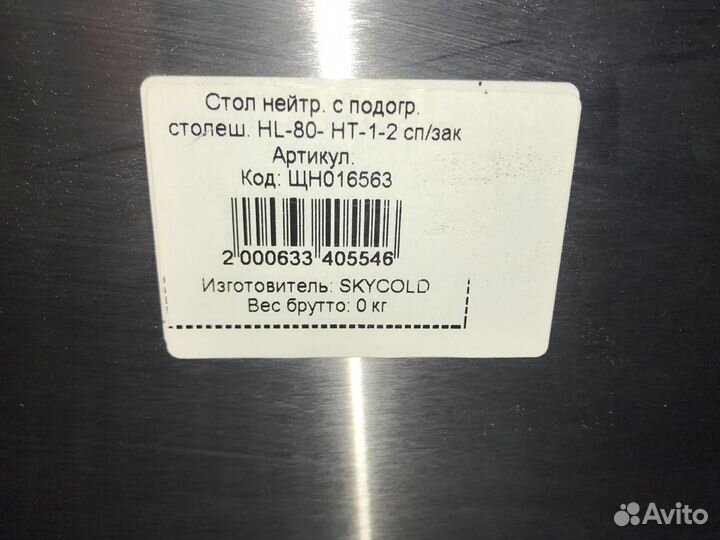 Стол нейтр. с подогр.
столеш. HL-80- HT-1-2 сп/зак
Артикул:
Код: ЩН016563
2 000633 405546
Изготовитель: SKYCOLD
Вес брутто: 0 кг
Avito